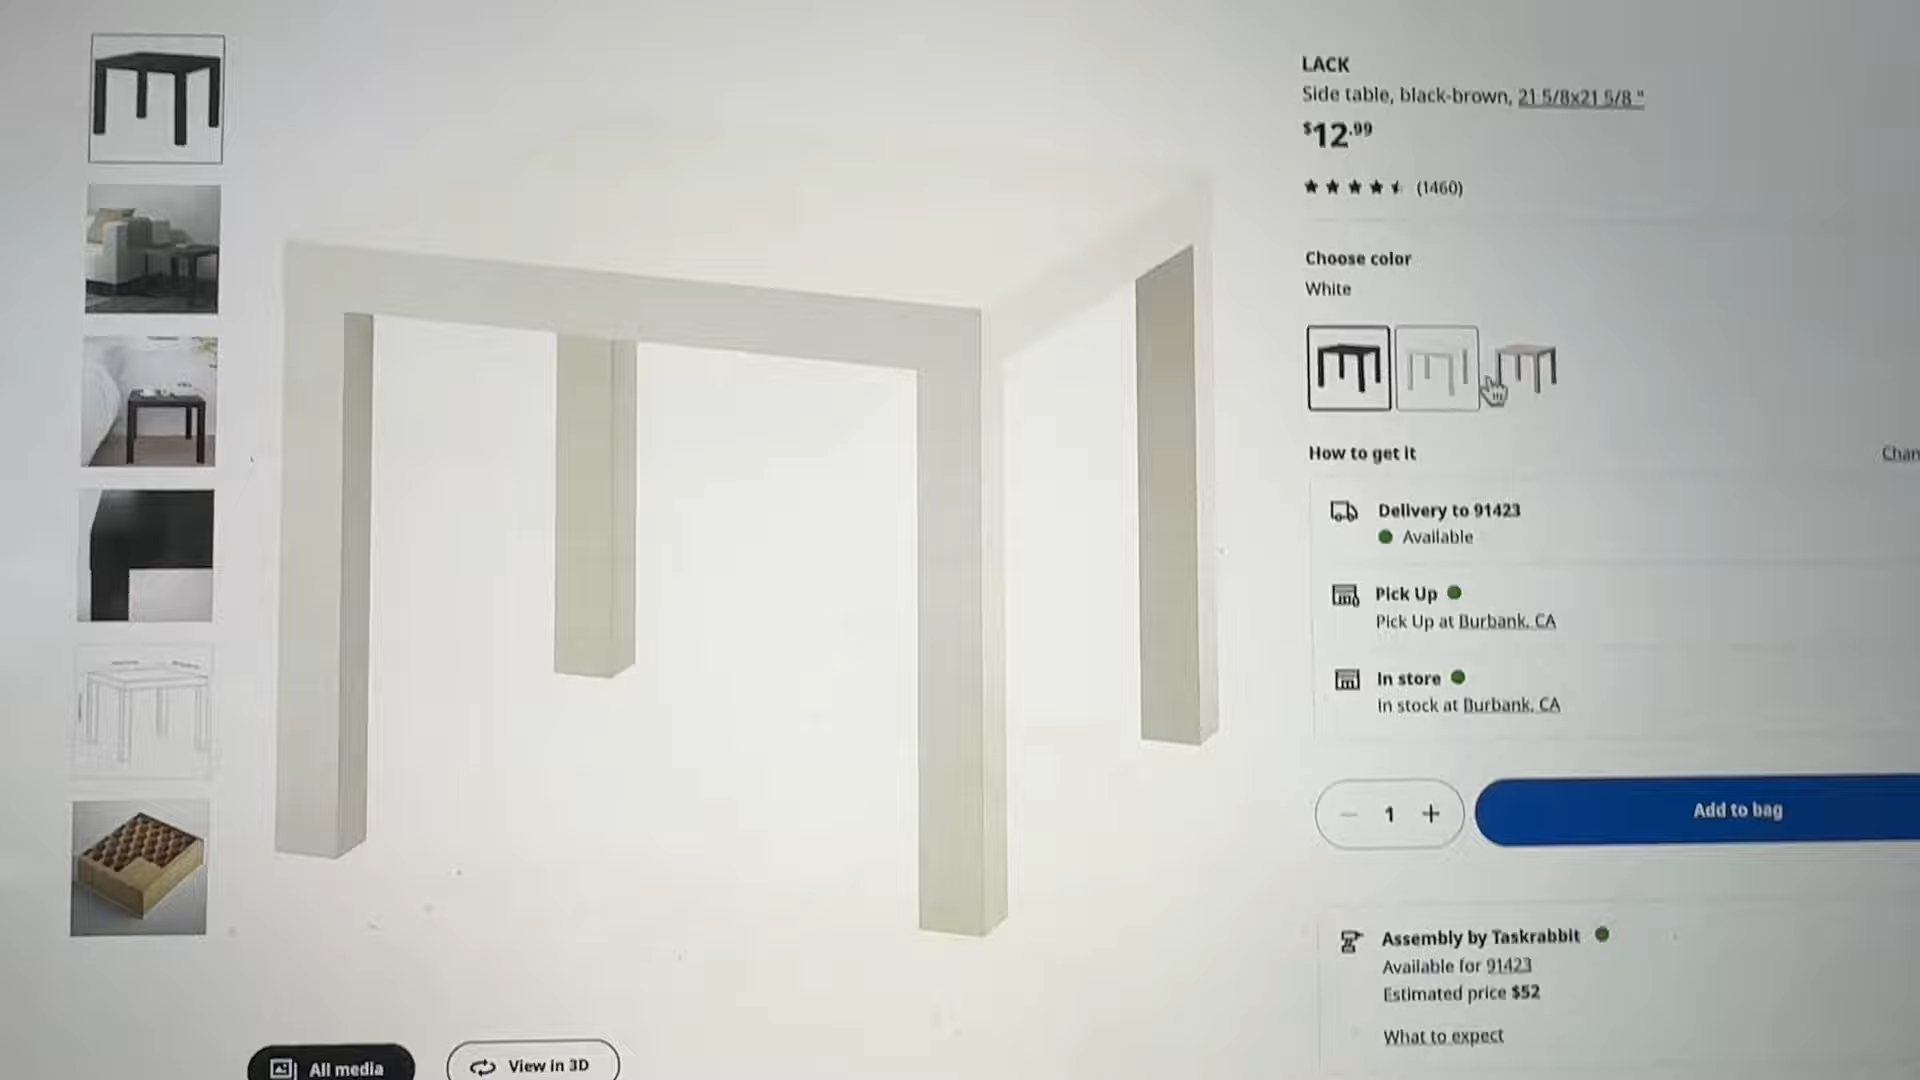 LACK
Side table, black-brown, 21 5/8x21 5/8 "
$12.99
(1460)
Choose color
White
How to get it
Chan
Delivery to 91423
Available
Pick Up
Pick Up at Burbank, CA
In store
In stock at Burbank, CA
1
Add to bag
Assembly by Taskrabbit
Available for 91423
Estimated price $52
What to expect
All media
View in 3D